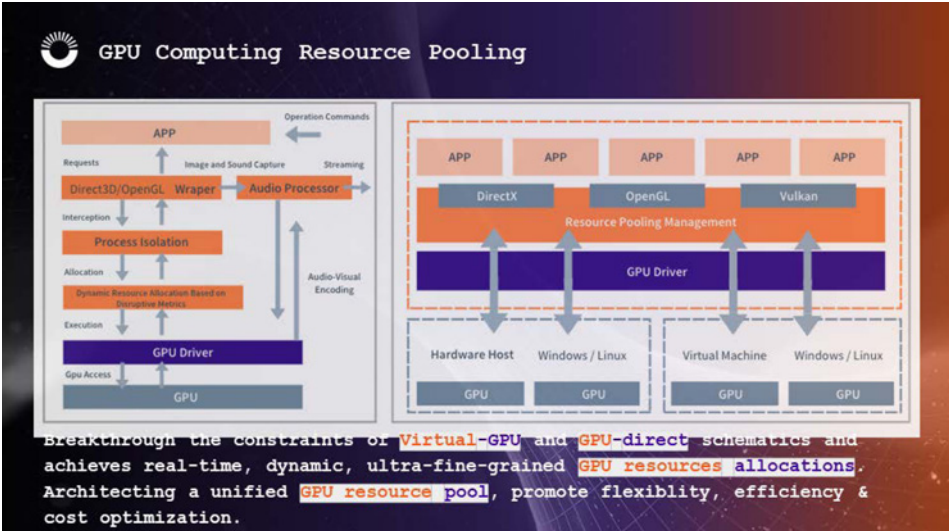 GPU Computing Resource Pooling
Operation Commands
APP
Requests
Image and Sound Capture
Streaming
Direct3D/OpenGL Wraper
Audio Processor
Interception
Process Isolation
Allocation
Dynamic Resource Allocation Based on
Disruptive Metrics
Audio-Visual
Encoding
Execution
GPU Driver
Gpu Access
GPU
APP APP APP APP APP
DirectX OpenGL Vulkan
Resource Pooling Management
GPU Driver
Hardware Host Windows / Linux
GPU GPU
Virtual Machine Windows / Linux
GPU GPU
Breakthrough the constraints of Virtual-GPU and GPU-direct schematics and
achieves real-time, dynamic, ultra-fine-grained GPU resources allocations.
Architecting a unified GPU resource pool, promote flexiblity, efficiency &
cost optimization.